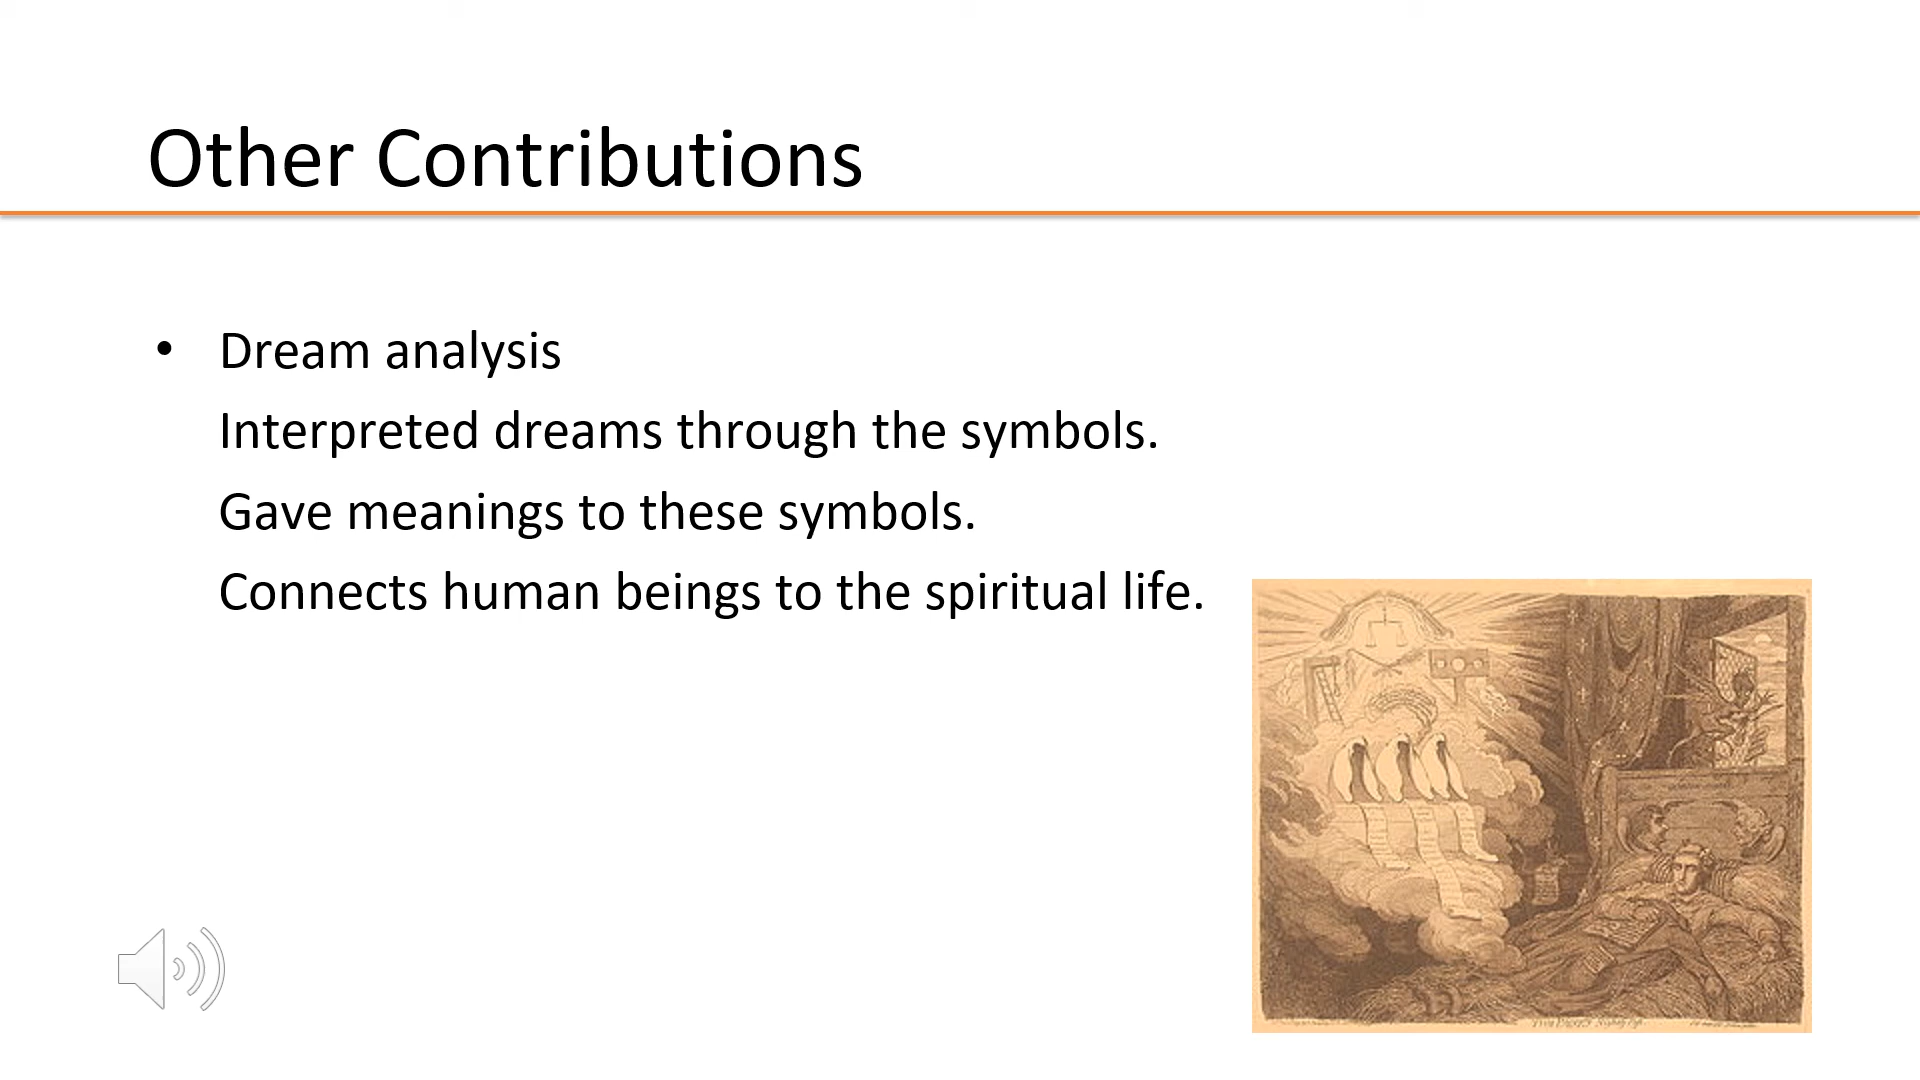 Other Contributions
• Dream analysis
Interpreted dreams through the symbols.
Gave meanings to these symbols.
Connects human beings to the spiritual life.